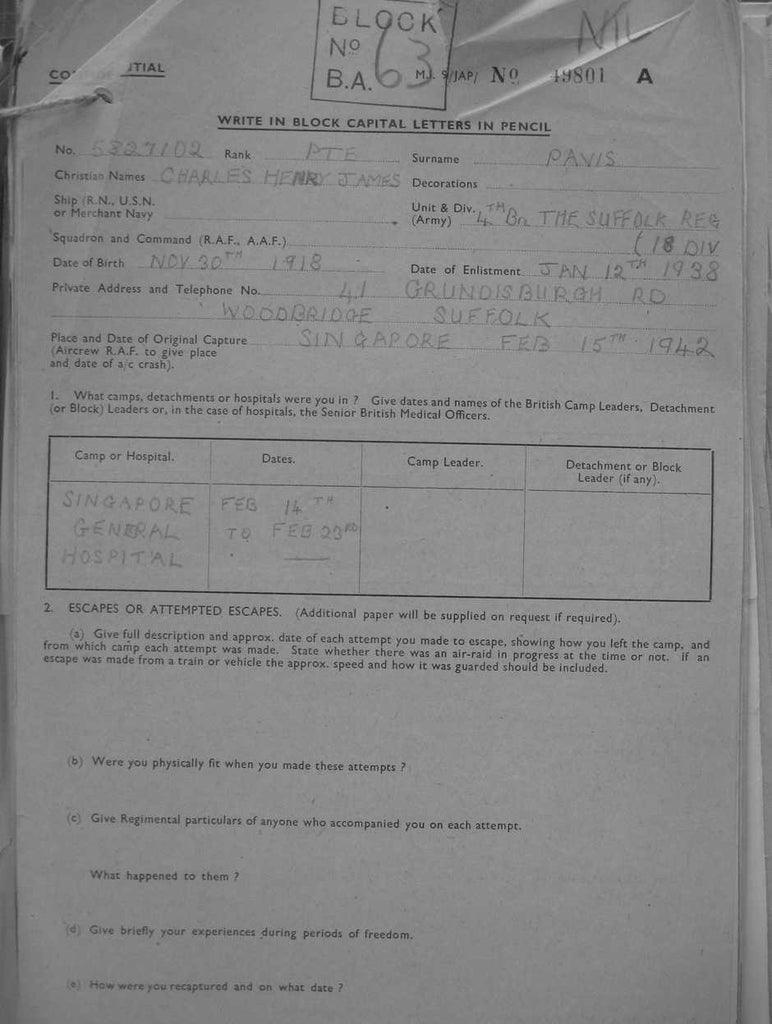 BLOCK
No 63
B.A.
NIL
M.I. 9/JAP/ No 49801 A
WRITE IN BLOCK CAPITAL LETTERS IN PENCIL
No. 5827102 Rank PTE Surname PAVIS
Christian Names CHARLES HENRY JAMES Decorations
Ship (R.N., U.S.N.
or Merchant Navy
Unit & Div. 4TH Bn THE SUFFOLK REG
(Army)
Squadron and Command (R.A.F., A.A.F.) (18 DIV
Date of Birth NOV 30TH 1918 Date of Enlistment JAN 12TH 1938
Private Address and Telephone No. 41 GRUNDISBURGH RD
WOODBRIDGE SUFFOLK
Place and Date of Original Capture SINGAPORE FEB 15TH 1942
(Aircrew R.A.F. to give place
and date of a/c crash).
1. What camps, detachments or hospitals were you in ? Give dates and names of the British Camp Leaders, Detachment
(or Block) Leaders or, in the case of hospitals, the Senior British Medical Officers.
Camp or Hospital. Dates. Camp Leader. Detachment or Block
Leader (if any).
SINGAPORE FEB 14TH
GENERAL TO FEB 23RD
HOSPITAL
2. ESCAPES OR ATTEMPTED ESCAPES. (Additional paper will be supplied on request if required).
(a) Give full description and approx. date of each attempt you made to escape, showing how you left the camp, and
from which camp each attempt was made. State whether there was an air-raid in progress at the time or not. If an
escape was made from a train or vehicle the approx. speed and how it was guarded should be included.
(b) Were you physically fit when you made these attempts ?
(c) Give Regimental particulars of anyone who accompanied you on each attempt.
What happened to them ?
(d) Give briefly your experiences during periods of freedom.
(e) How were you recaptured and on what date ?